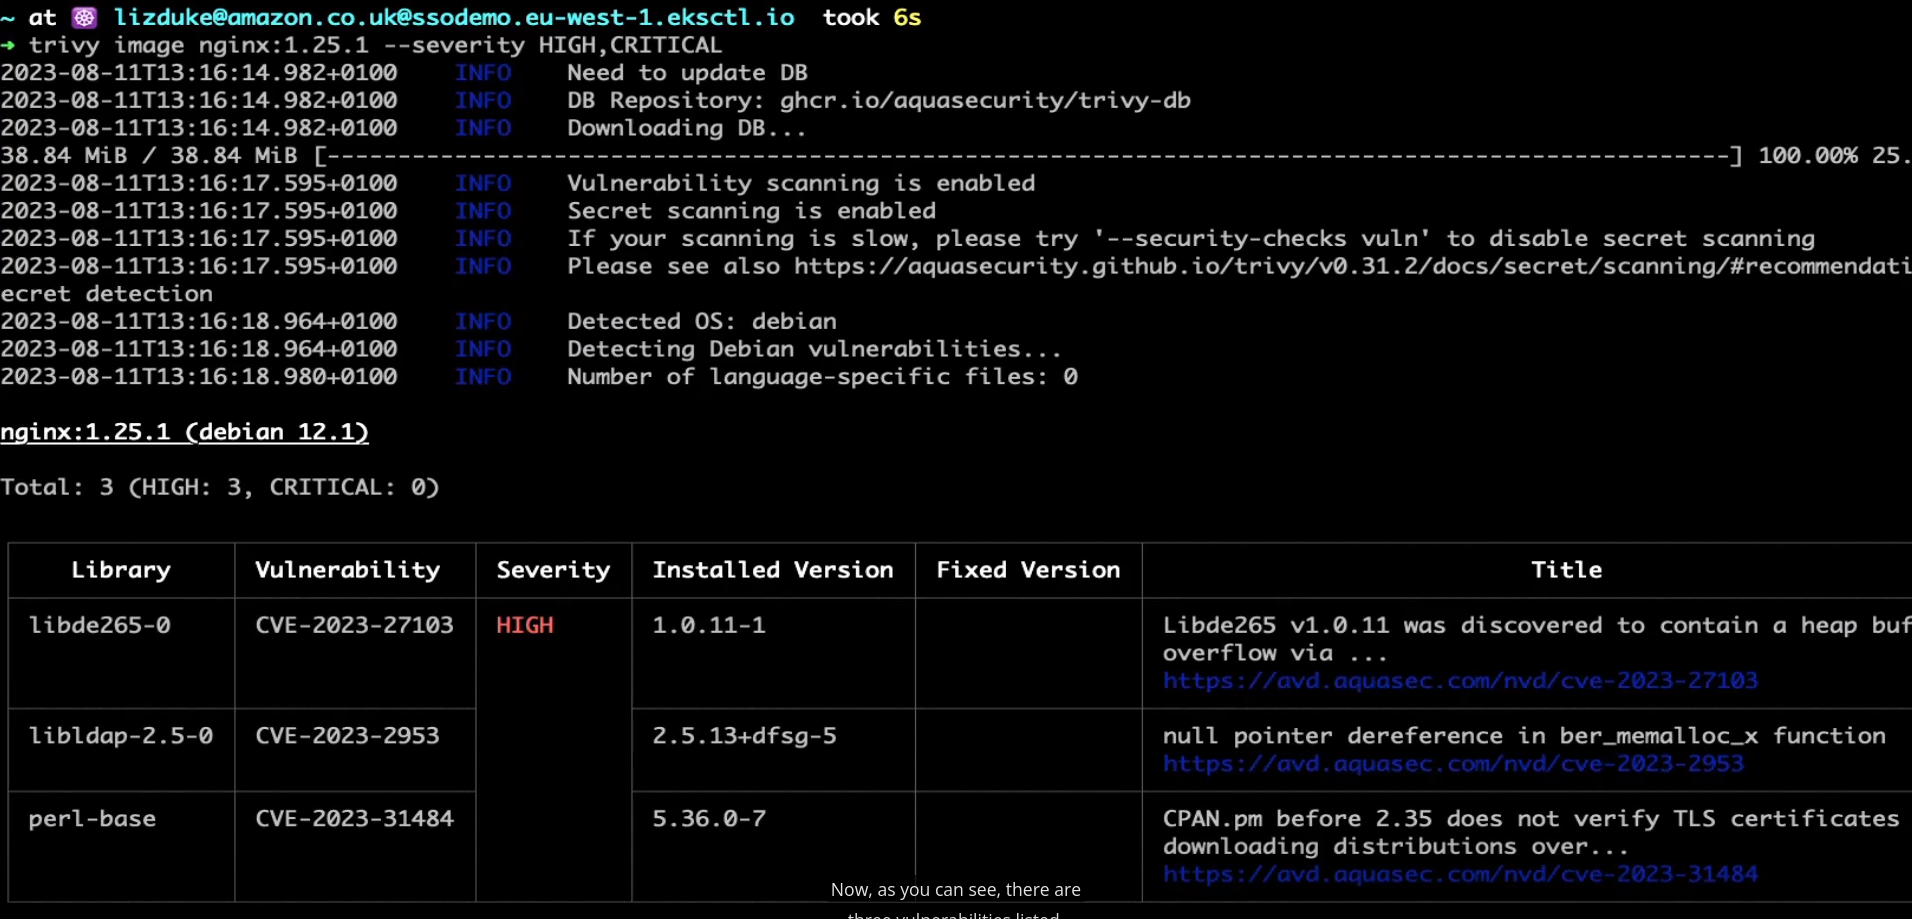 ~ at lizduke@amazon.co.uk@ssodemo.eu-west-1.eksctl.io took 6s
➜ trivy image nginx:1.25.1 --severity HIGH,CRITICAL
2023-08-11T13:16:14.982+0100 INFO Need to update DB
2023-08-11T13:16:14.982+0100 INFO DB Repository: ghcr.io/aquasecurity/trivy-db
2023-08-11T13:16:14.982+0100 INFO Downloading DB...
38.84 MiB / 38.84 MiB [---------------------------------------------------------------------------------------------------] 100.00% 25.
2023-08-11T13:16:17.595+0100 INFO Vulnerability scanning is enabled
2023-08-11T13:16:17.595+0100 INFO Secret scanning is enabled
2023-08-11T13:16:17.595+0100 INFO If your scanning is slow, please try '--security-checks vuln' to disable secret scanning
2023-08-11T13:16:17.595+0100 INFO Please see also https://aquasecurity.github.io/trivy/v0.31.2/docs/secret/scanning/#recommendati
ecret detection
2023-08-11T13:16:18.964+0100 INFO Detected OS: debian
2023-08-11T13:16:18.964+0100 INFO Detecting Debian vulnerabilities...
2023-08-11T13:16:18.980+0100 INFO Number of language-specific files: 0
nginx:1.25.1 (debian 12.1)
Total: 3 (HIGH: 3, CRITICAL: 0)
Library Vulnerability Severity Installed Version Fixed Version Title
libde265-0 CVE-2023-27103 HIGH 1.0.11-1 Libde265 v1.0.11 was discovered to contain a heap buf
overflow via ...
https://avd.aquasec.com/nvd/cve-2023-27103
libldap-2.5-0 CVE-2023-2953 2.5.13+dfsg-5 null pointer dereference in ber_memalloc_x function
https://avd.aquasec.com/nvd/cve-2023-2953
perl-base CVE-2023-31484 5.36.0-7 CPAN.pm before 2.35 does not verify TLS certificates
downloading distributions over...
https://avd.aquasec.com/nvd/cve-2023-31484
Now, as you can see, there are
three vulnerabilities listed